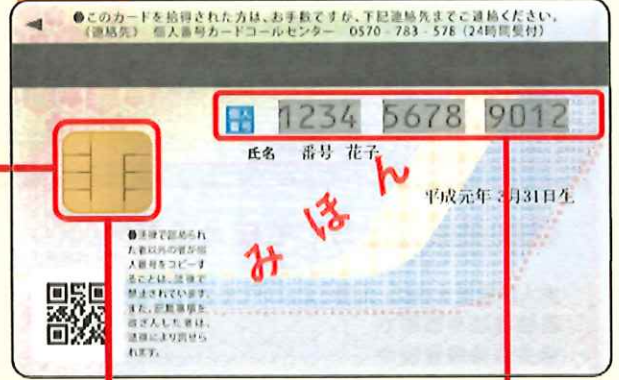 ◀ ●このカードを拾得された方は、お手数ですが、下記連絡先までご連絡ください。
《連絡先》 個人番号カードコールセンター 0570-783-578 (24時間受付)
個人番号 1234 5678 9012
氏名 番号 花子
平成元年 3月31日生
みほん
●法律で認められ
た者以外の者が個
人番号をコピーす
ることは、法律で
禁止されています。
また、記載事項を
改ざんした者は、
法律により罰せら
れます。